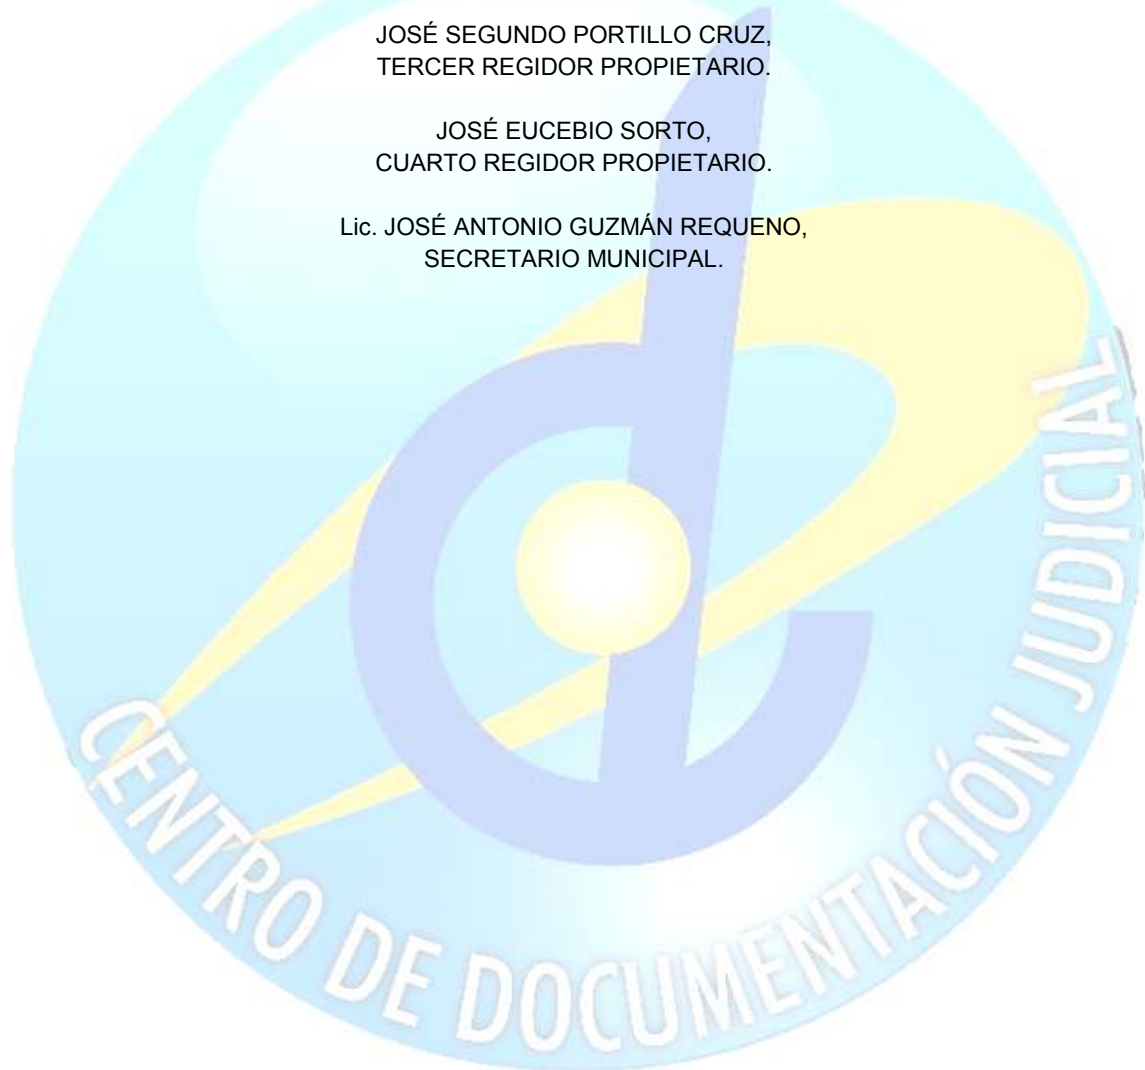 JOSÉ SEGUNDO PORTILLO CRUZ,
TERCER REGIDOR PROPIETARIO.
JOSÉ EUCEBIO SORTO,
CUARTO REGIDOR PROPIETARIO.
Lic. JOSÉ ANTONIO GUZMÁN REQUENO,
SECRETARIO MUNICIPAL.
CENTRO DE DOCUMENTACIÓN JUDICIAL